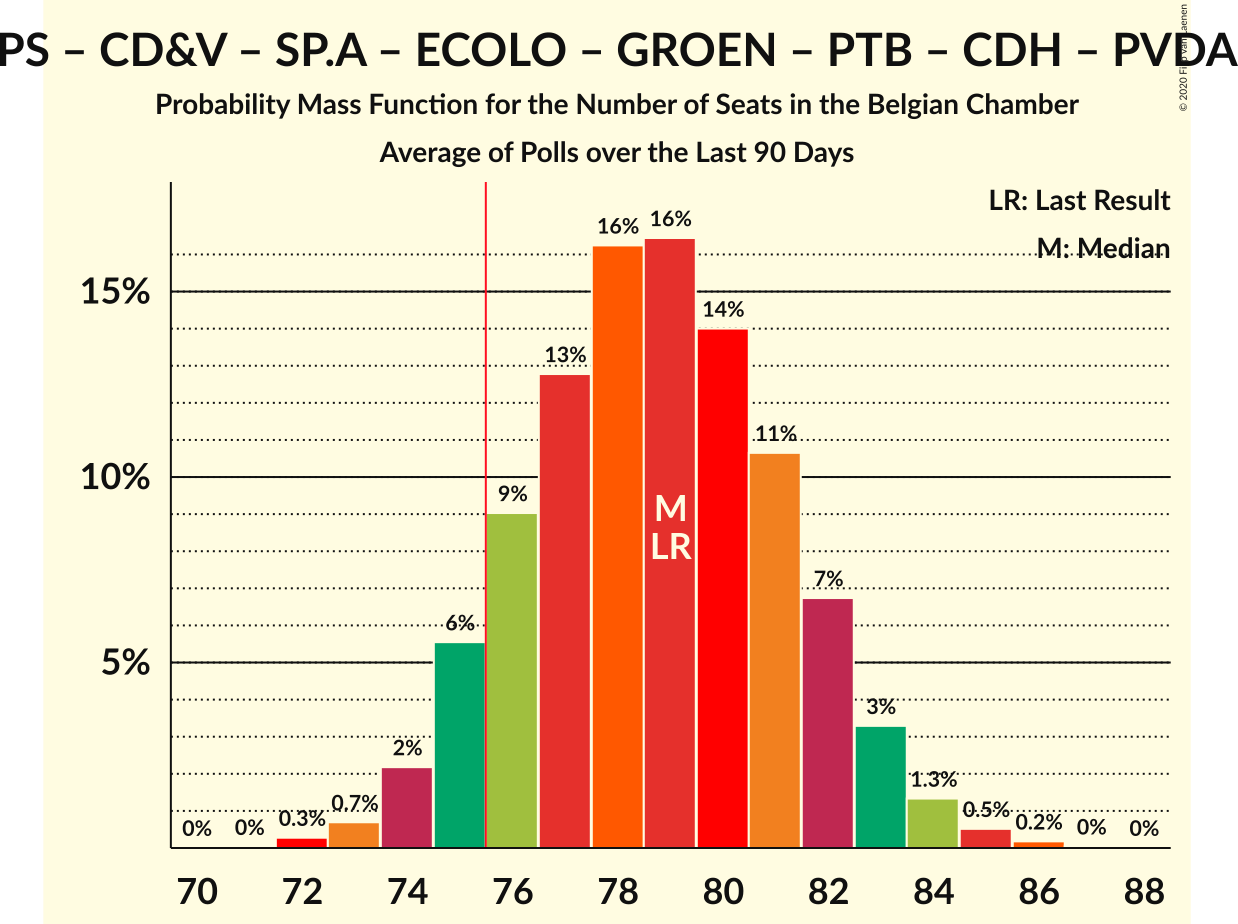 PS – CD&V – SP.A – ECOLO – GROEN – PTB – CDH – PVDA
Probability Mass Function for the Number of Seats in the Belgian Chamber
Average of Polls over the Last 90 Days
LR: Last Result
M: Median
16% 16%
15%
14%
13%
11%
10%
9%
M
LR
7%
6%
5%
3%
2%
1.3%
0% 0% 0.3% 0.7% 0.5% 0.2% 0% 0%
70 72 74 76 78 80 82 84 86 88
© 2020